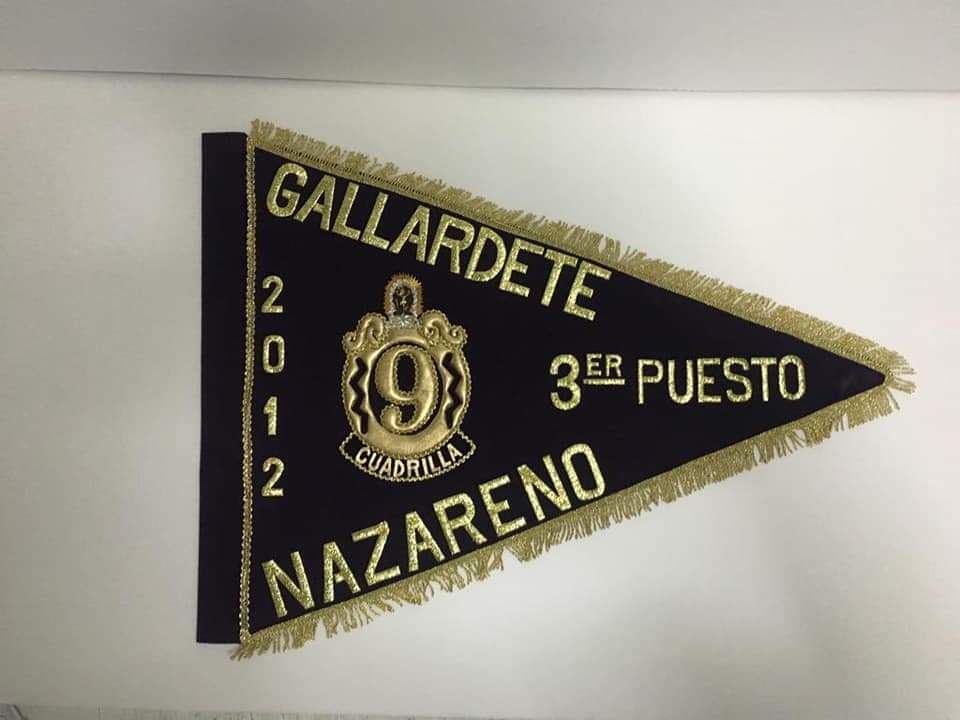 GALLARDETE
2012
9
CUADRILLA
3ER PUESTO
NAZARENO